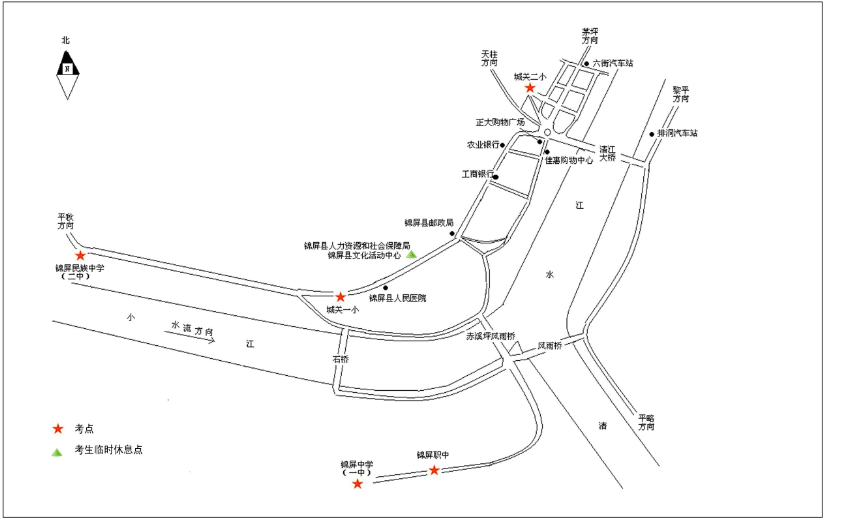 北
N
茅坪
方向
天柱
方向
六街汽车站
城关二小
黎平
方向
正大购物广场
排洞汽车站
农业银行
清江
大桥
佳惠购物中心
工商银行
江
平秋
方向
锦屏县邮政局
锦屏县人力资源和社会保障局
锦屏县文化活动中心
锦屏民族中学
（二中）
水
锦屏县人民医院
城关一小
小
水流方向
江
赤溪坪风雨桥
风雨桥
石桥
平略
方向
清
考点
考生临时休息点
锦屏职中
锦屏中学
（一中）